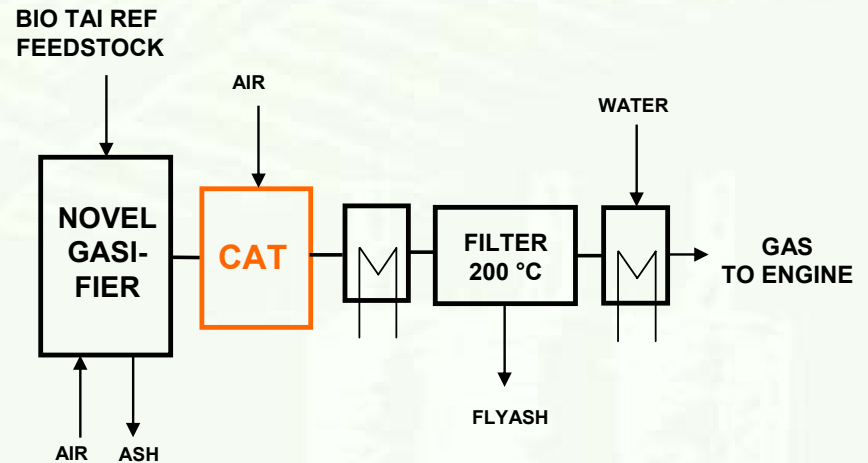 BIO TAI REF
FEEDSTOCK
AIR
WATER
NOVEL
GASI-
FIER
CAT
FILTER
200 °C
GAS
TO ENGINE
FLYASH
AIR
ASH